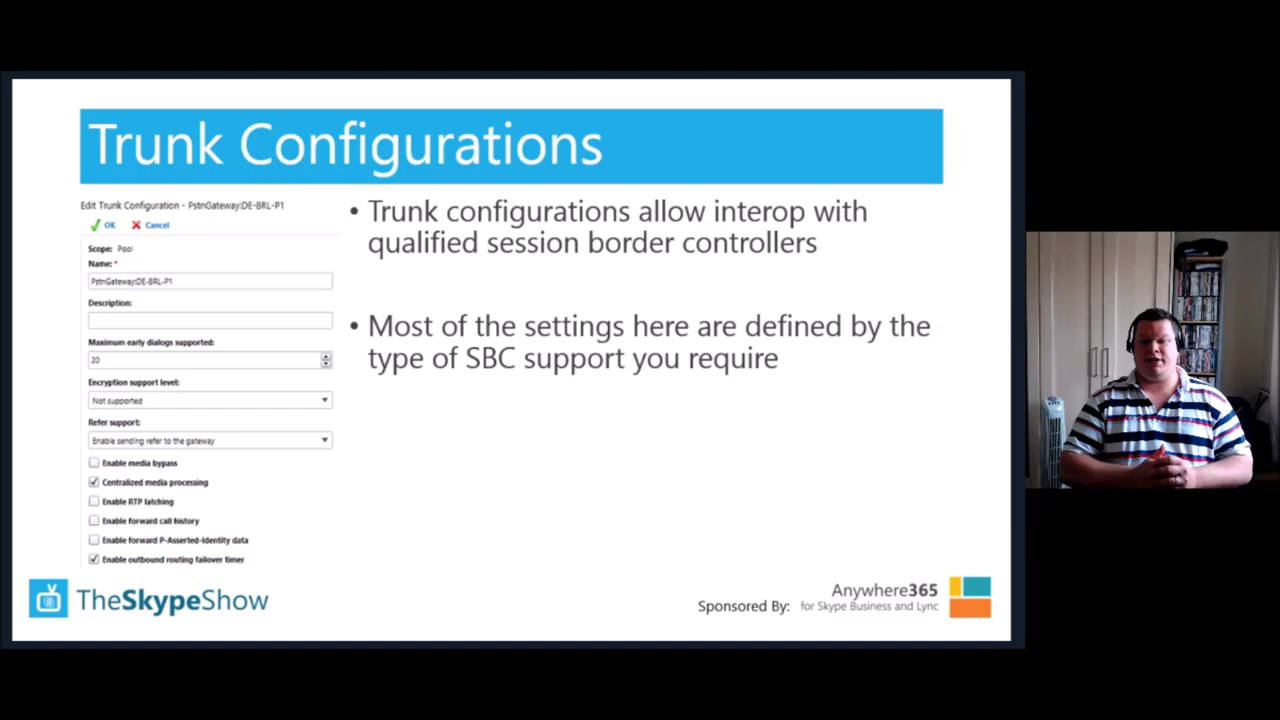 Trunk Configurations
Edit Trunk Configuration - PstnGateway:DE-BRL-P1
OK Cancel
Scope: Pool
Name: *
PstnGateway:DE-BRL-P1
Description:
Maximum early dialogs supported:
20
Encryption support level:
Not supported
Refer support:
Enable sending refer to the gateway
Enable media bypass
Centralized media processing
Enable RTP latching
Enable forward call history
Enable forward P-Asserted-Identity data
Enable outbound routing failover timer
• Trunk configurations allow interop with
qualified session border controllers
• Most of the settings here are defined by the
type of SBC support you require
TheSkypeShow
Sponsored By:
Anywhere365
for Skype Business and Lync